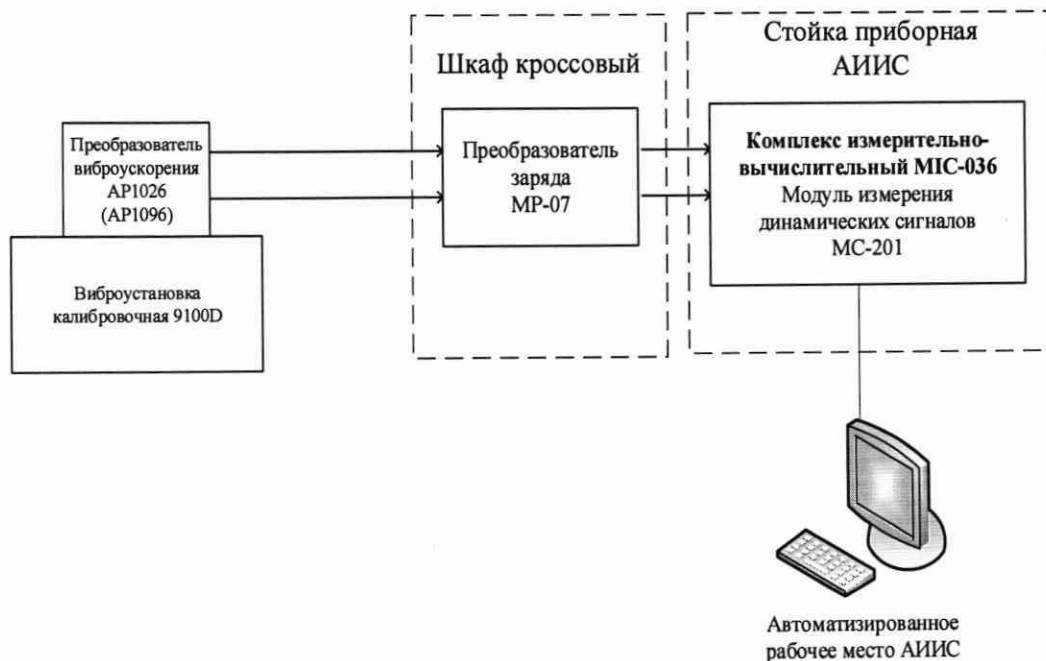 Шкаф кроссовый
Стойка приборная
АИИС
Преобразователь
виброускорения
АР1026
(АР1096)
Виброустановка
калибровочная 9100D
Преобразователь
заряда
МР-07
Комплекс измерительно-
вычислительный MIC-036
Модуль измерения
динамических сигналов
МС-201
Автоматизированное
рабочее место АИИС